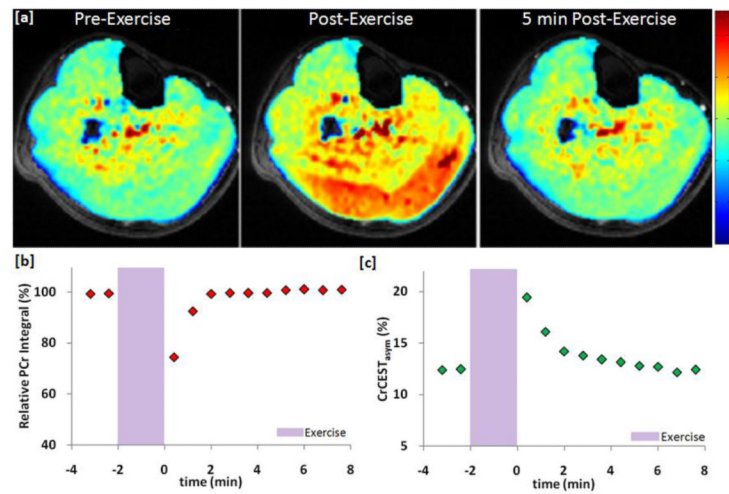 [a] Pre-Exercise Post-Exercise 5 min Post-Exercise
[b]
Relative PCr Integral (%)
100
80
60
40
Exercise
-4 -2 0 2 4 6 8
time (min)
[c]
CrCEST asym (%)
20
15
10
5
Exercise
-4 -2 0 2 4 6 8
time (min)